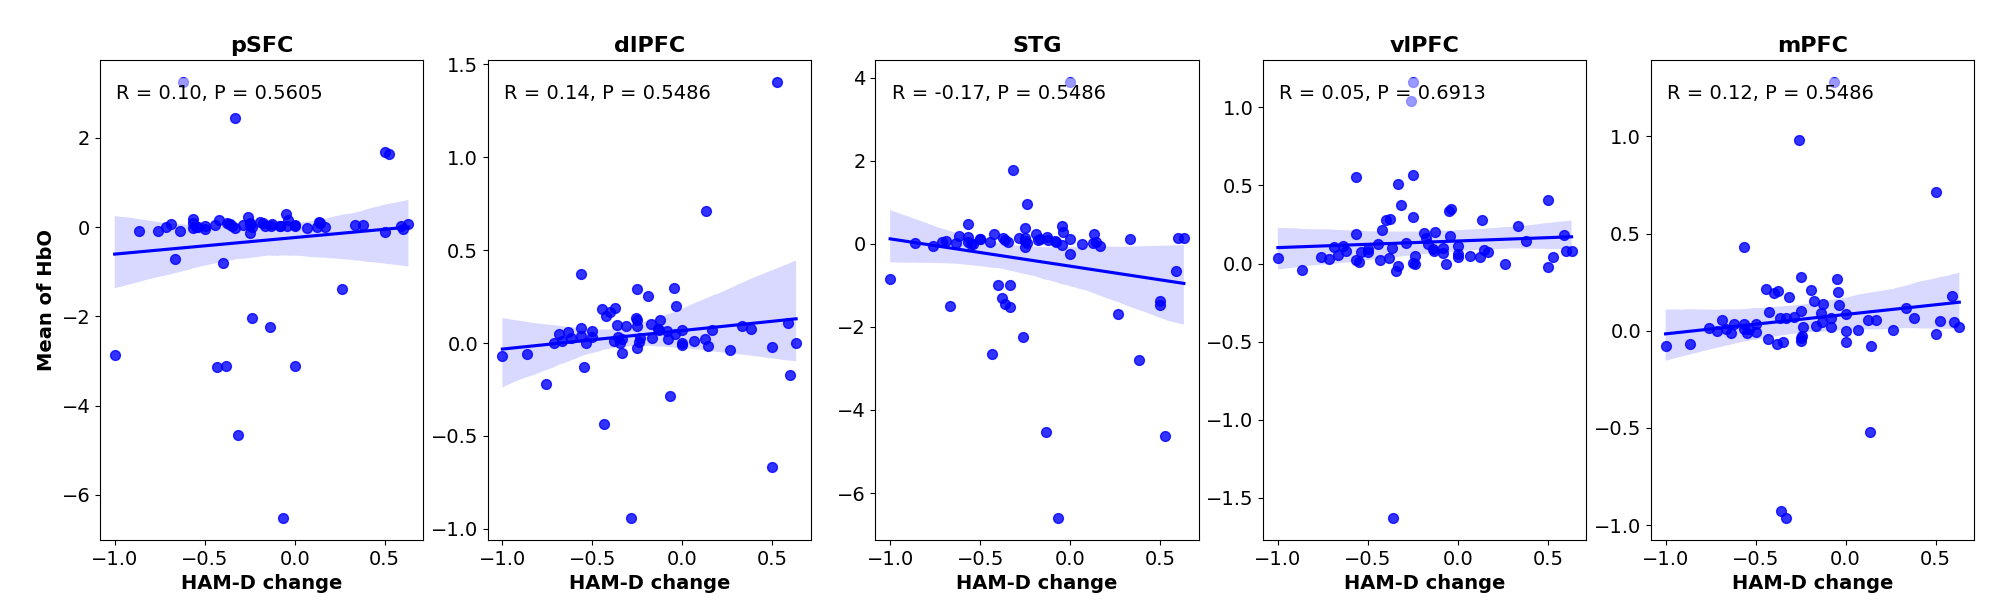 pSFC
dlPFC
STG
vlPFC
mPFC
R = 0.10, P = 0.5605
R = 0.14, P = 0.5486
R = -0.17, P = 0.5486
R = 0.05, P = 0.6913
R = 0.12, P = 0.5486
Mean of HbO
2
0
−2
−4
−6
1.5
1.0
0.5
0.0
−0.5
−1.0
4
2
0
−2
−4
−6
1.0
0.5
0.0
−0.5
−1.0
−1.5
1.0
0.5
0.0
−0.5
−1.0
−1.0 −0.5 0.0 0.5
−1.0 −0.5 0.0 0.5
−1.0 −0.5 0.0 0.5
−1.0 −0.5 0.0 0.5
−1.0 −0.5 0.0 0.5
HAM-D change
HAM-D change
HAM-D change
HAM-D change
HAM-D change